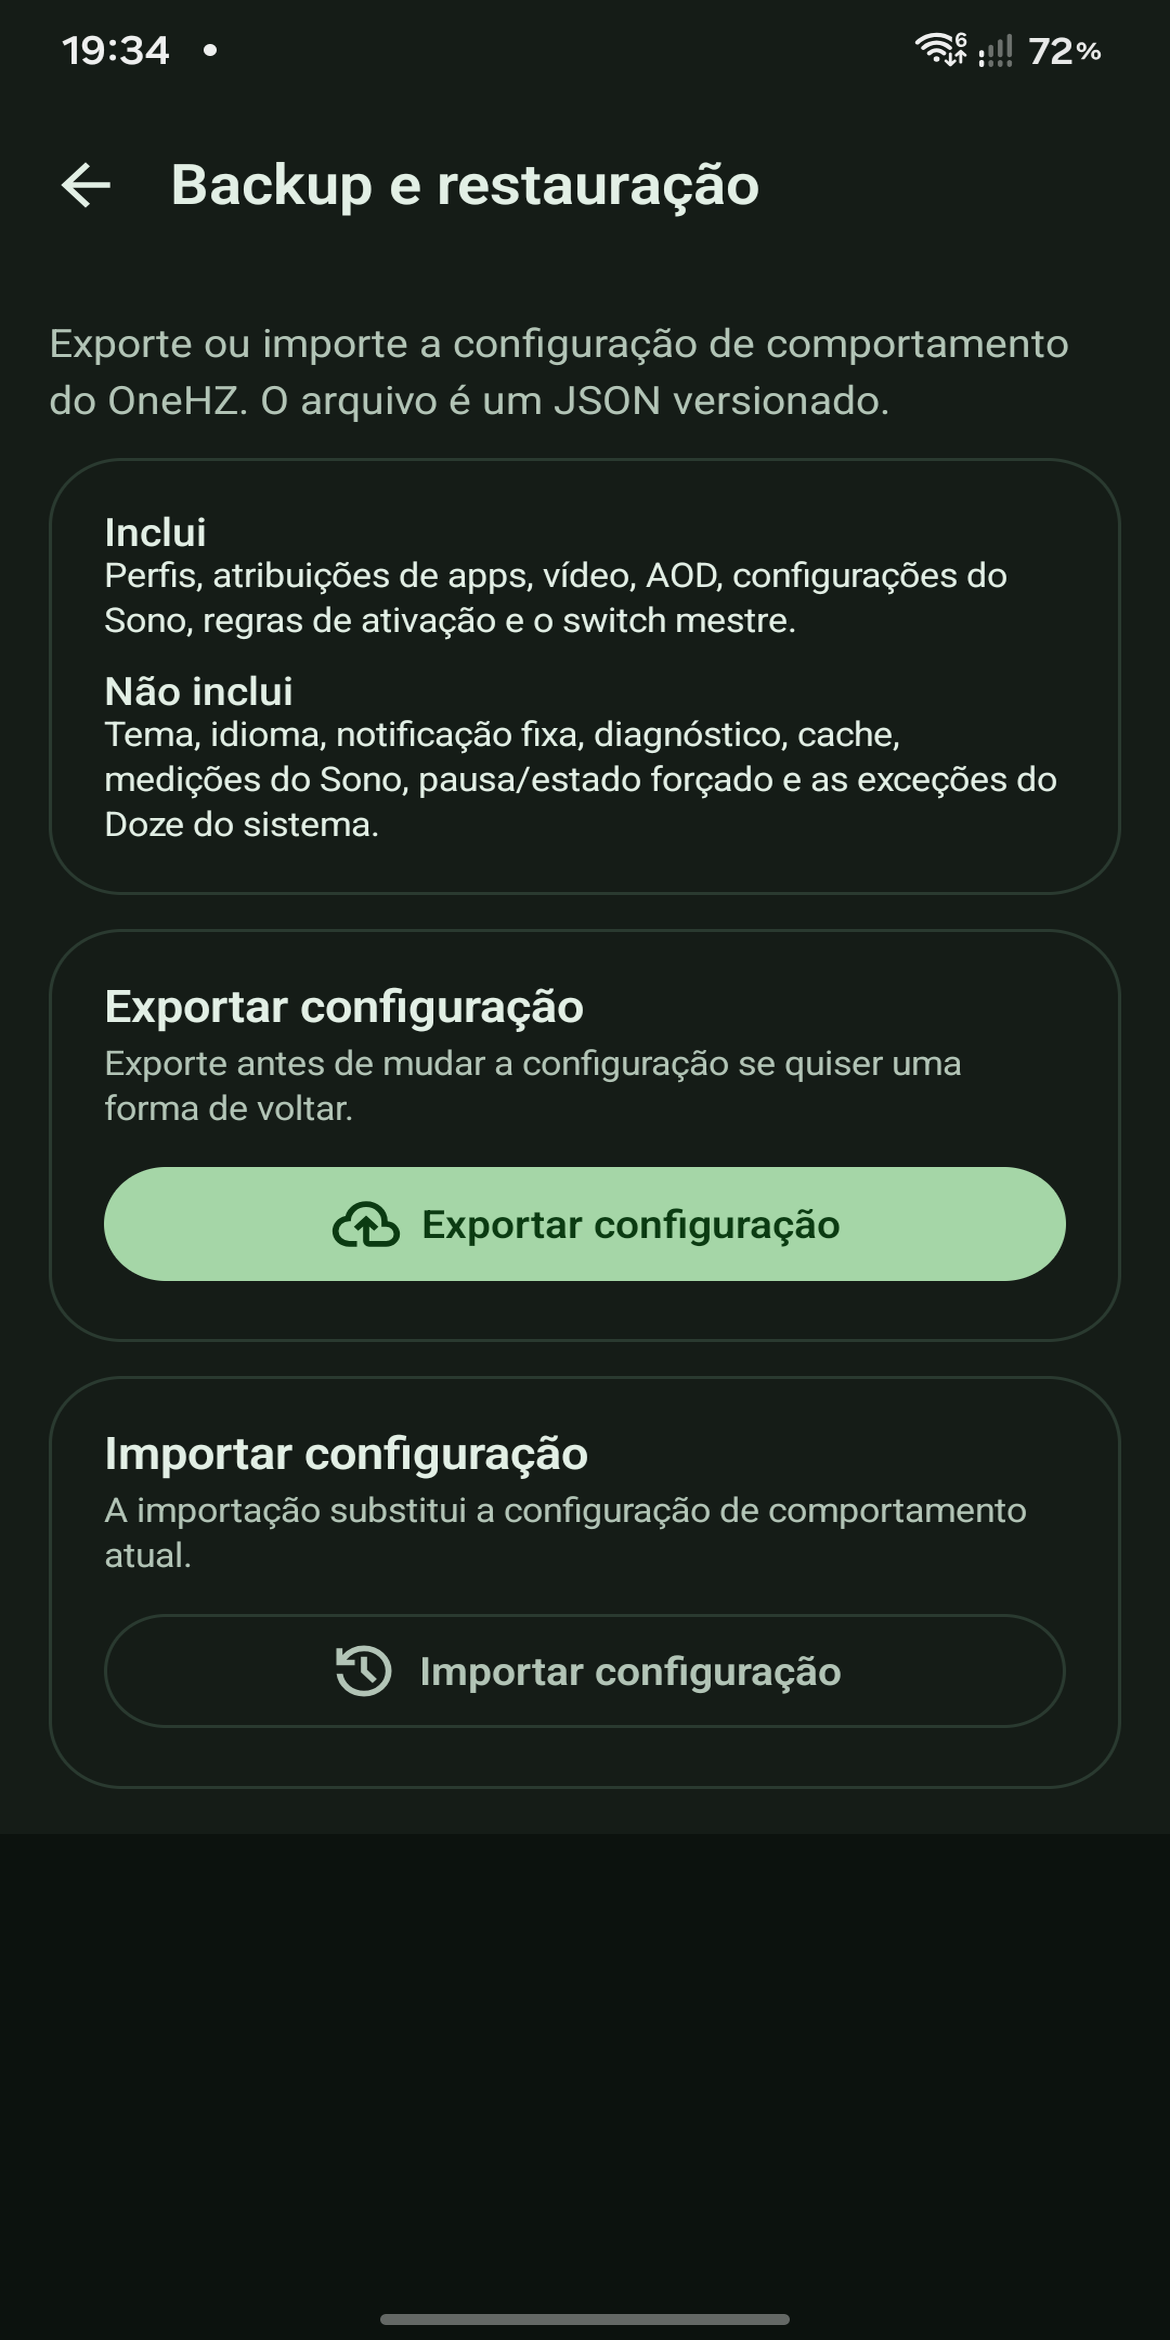 19:34
6
72%
Backup e restauração
Exporte ou importe a configuração de comportamento
do OneHZ. O arquivo é um JSON versionado.
Inclui
Perfis, atribuições de apps, vídeo, AOD, configurações do
Sono, regras de ativação e o switch mestre.
Não inclui
Tema, idioma, notificação fixa, diagnóstico, cache,
medições do Sono, pausa/estado forçado e as exceções do
Doze do sistema.
Exportar configuração
Exporte antes de mudar a configuração se quiser uma
forma de voltar.
Exportar configuração
Importar configuração
A importação substitui a configuração de comportamento
atual.
Importar configuração